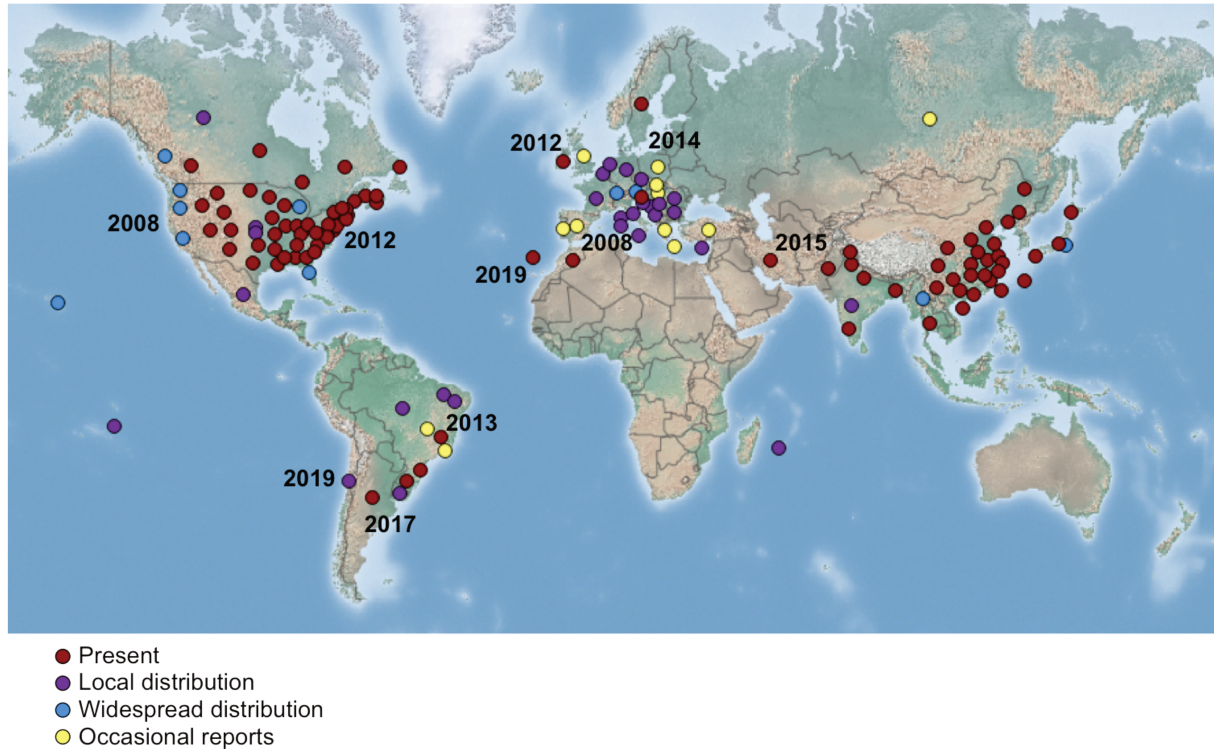 2012
2014
2008
2012
2008
2015
2019
2013
2019
2017
Present
Local distribution
Widespread distribution
Occasional reports